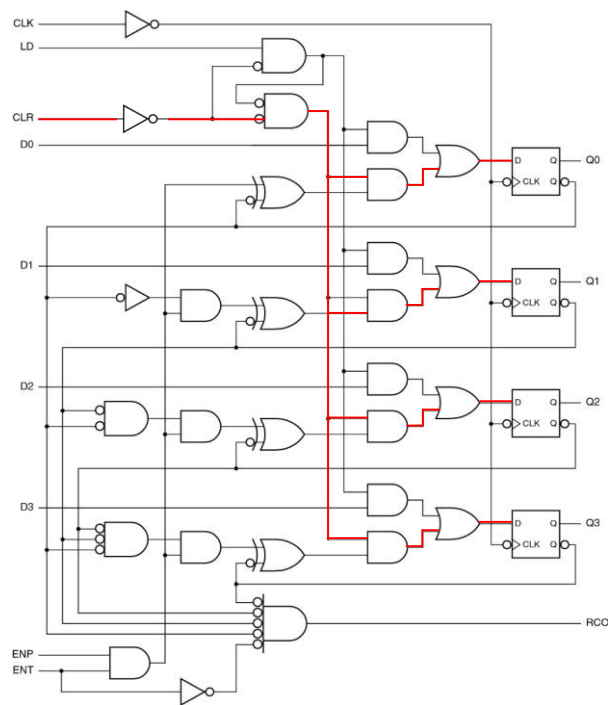 CLK
LD
CLR
D0
D Q Q0
CLK Q
D1
D Q Q1
CLK Q
D2
D Q Q2
CLK Q
D3
D Q Q3
CLK Q
RCO
ENP
ENT